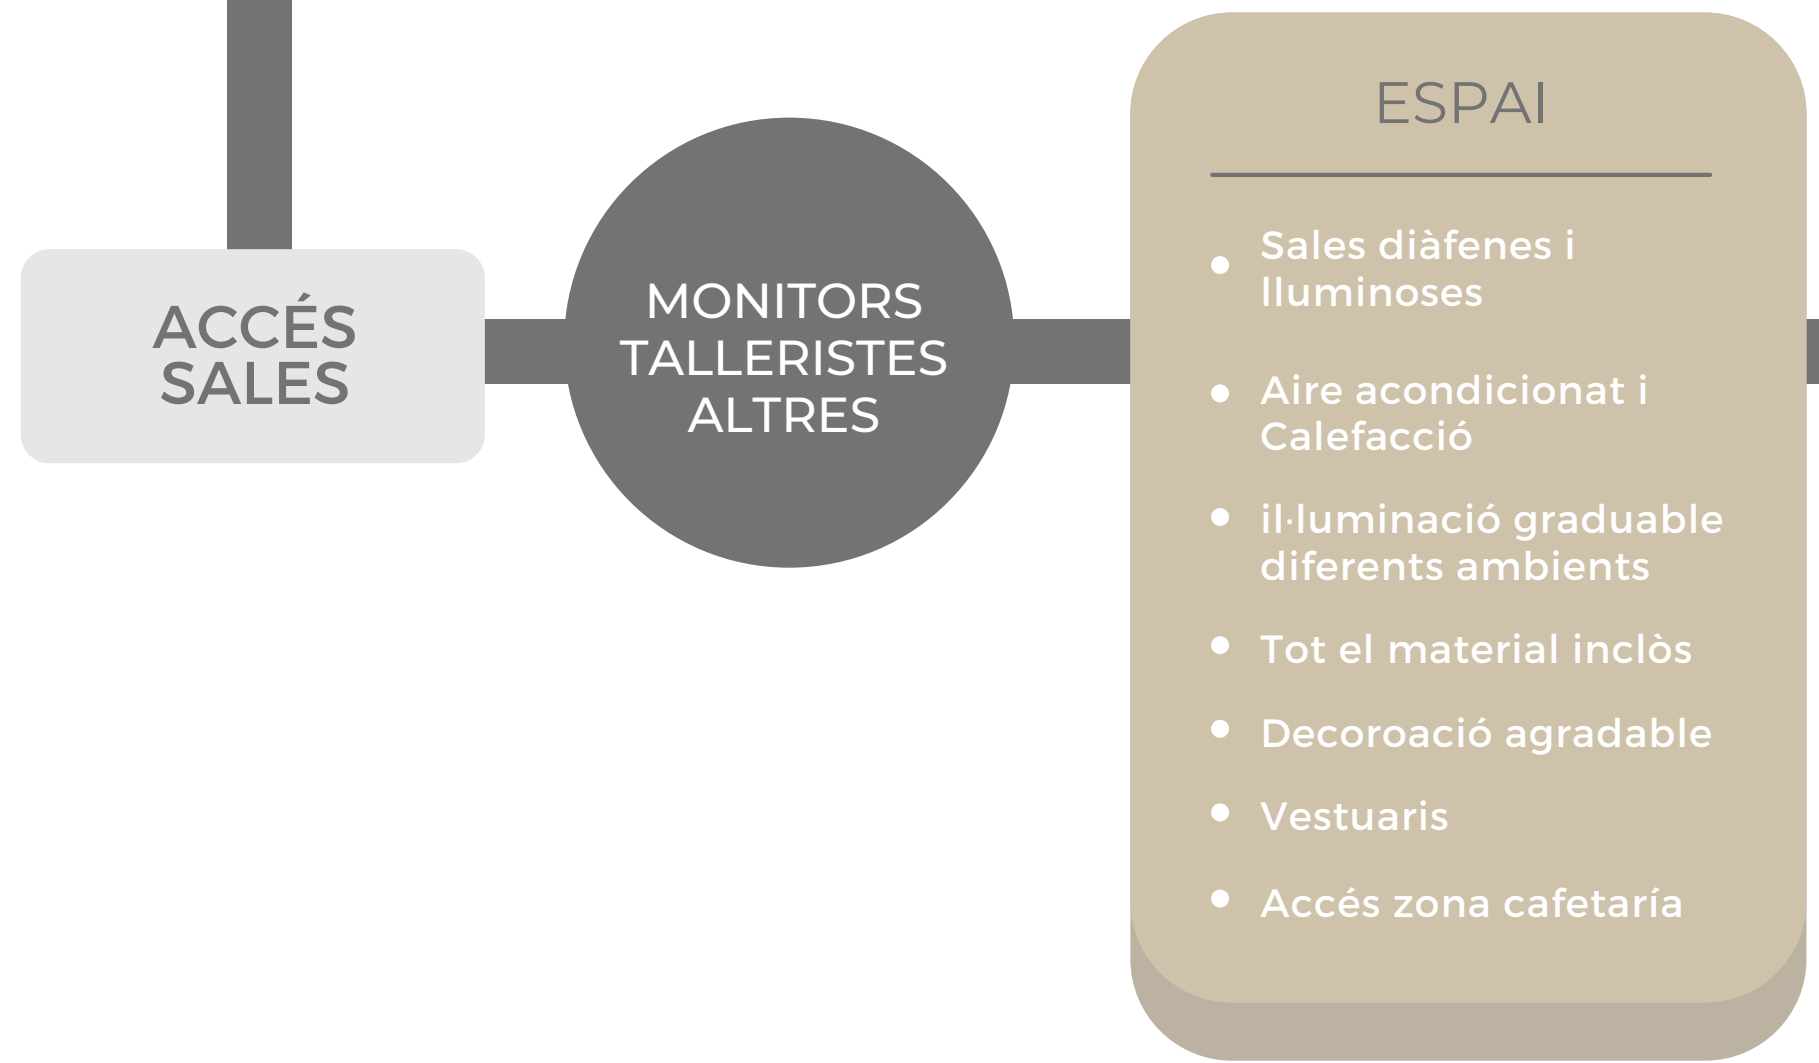 ACCÉS
SALES
MONITORS
TALLERISTES
ALTRES
ESPAI
Sales diàfenes i
lluminoses
Aire acondicionat i
Calefacció
il·luminació graduable
diferents ambients
Tot el material inclòs
Decoroació agradable
Vestuaris
Accés zona cafetaría